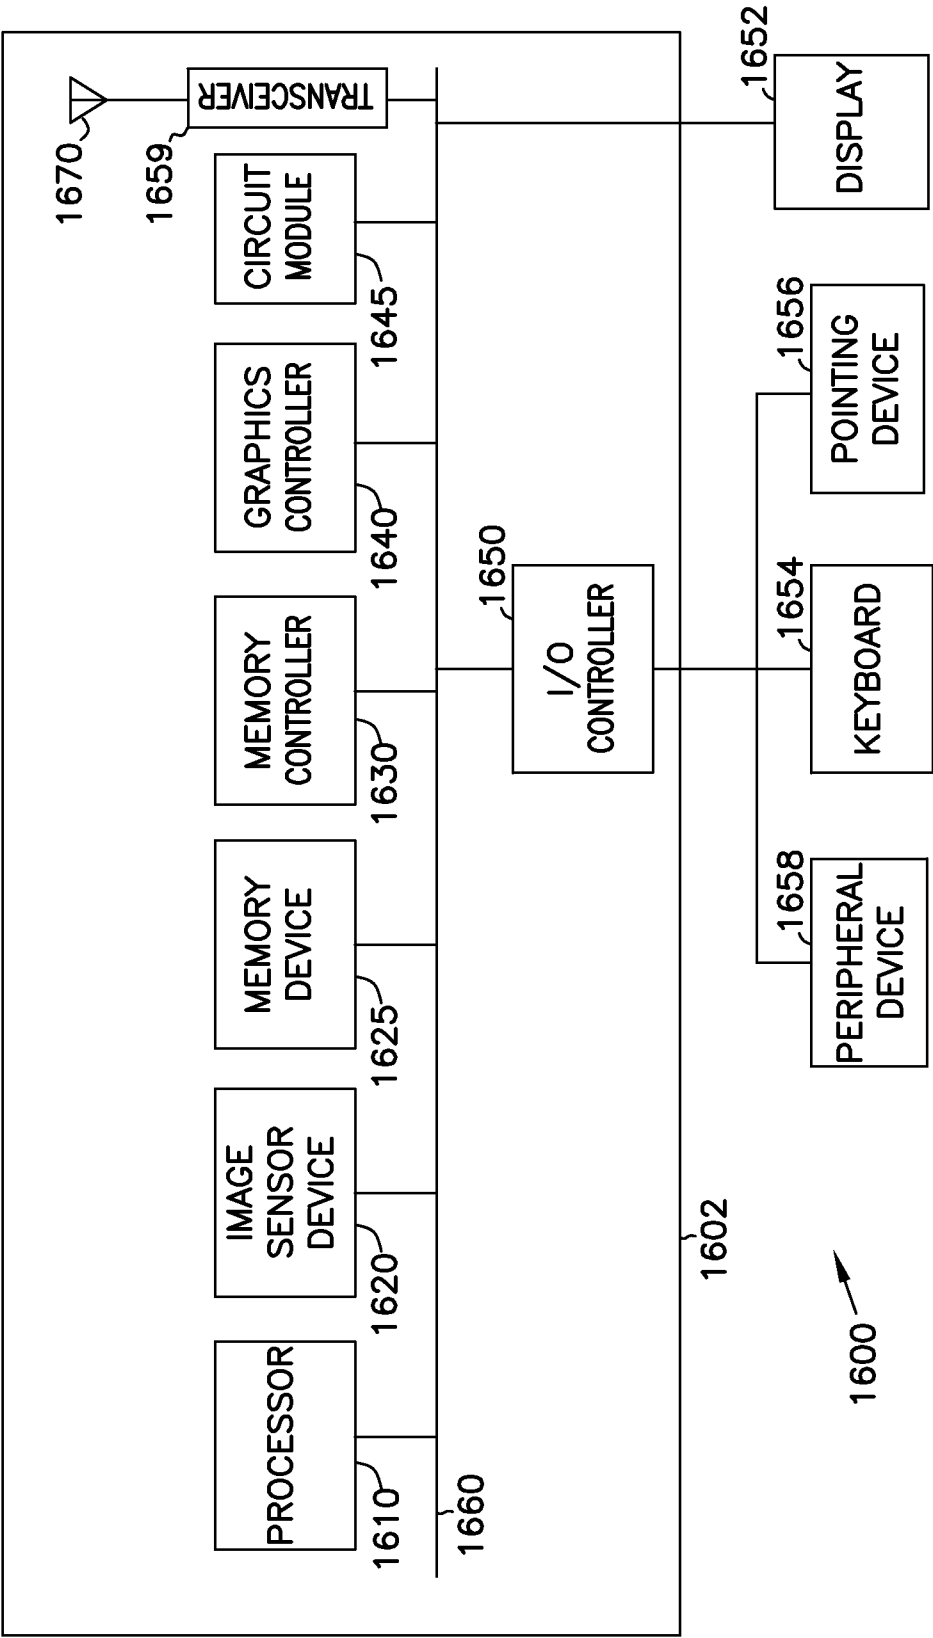 1670
1659
TRANSCEIVER
CIRCUIT
MODULE
1645
GRAPHICS
CONTROLLER
1640
MEMORY
CONTROLLER
1630
MEMORY
DEVICE
1625
IMAGE
SENSOR
DEVICE
1620
PROCESSOR
1610
1660
1650
I/O
CONTROLLER
1602
1652
DISPLAY
1656
POINTING
DEVICE
1654
KEYBOARD
1658
PERIPHERAL
DEVICE
1600